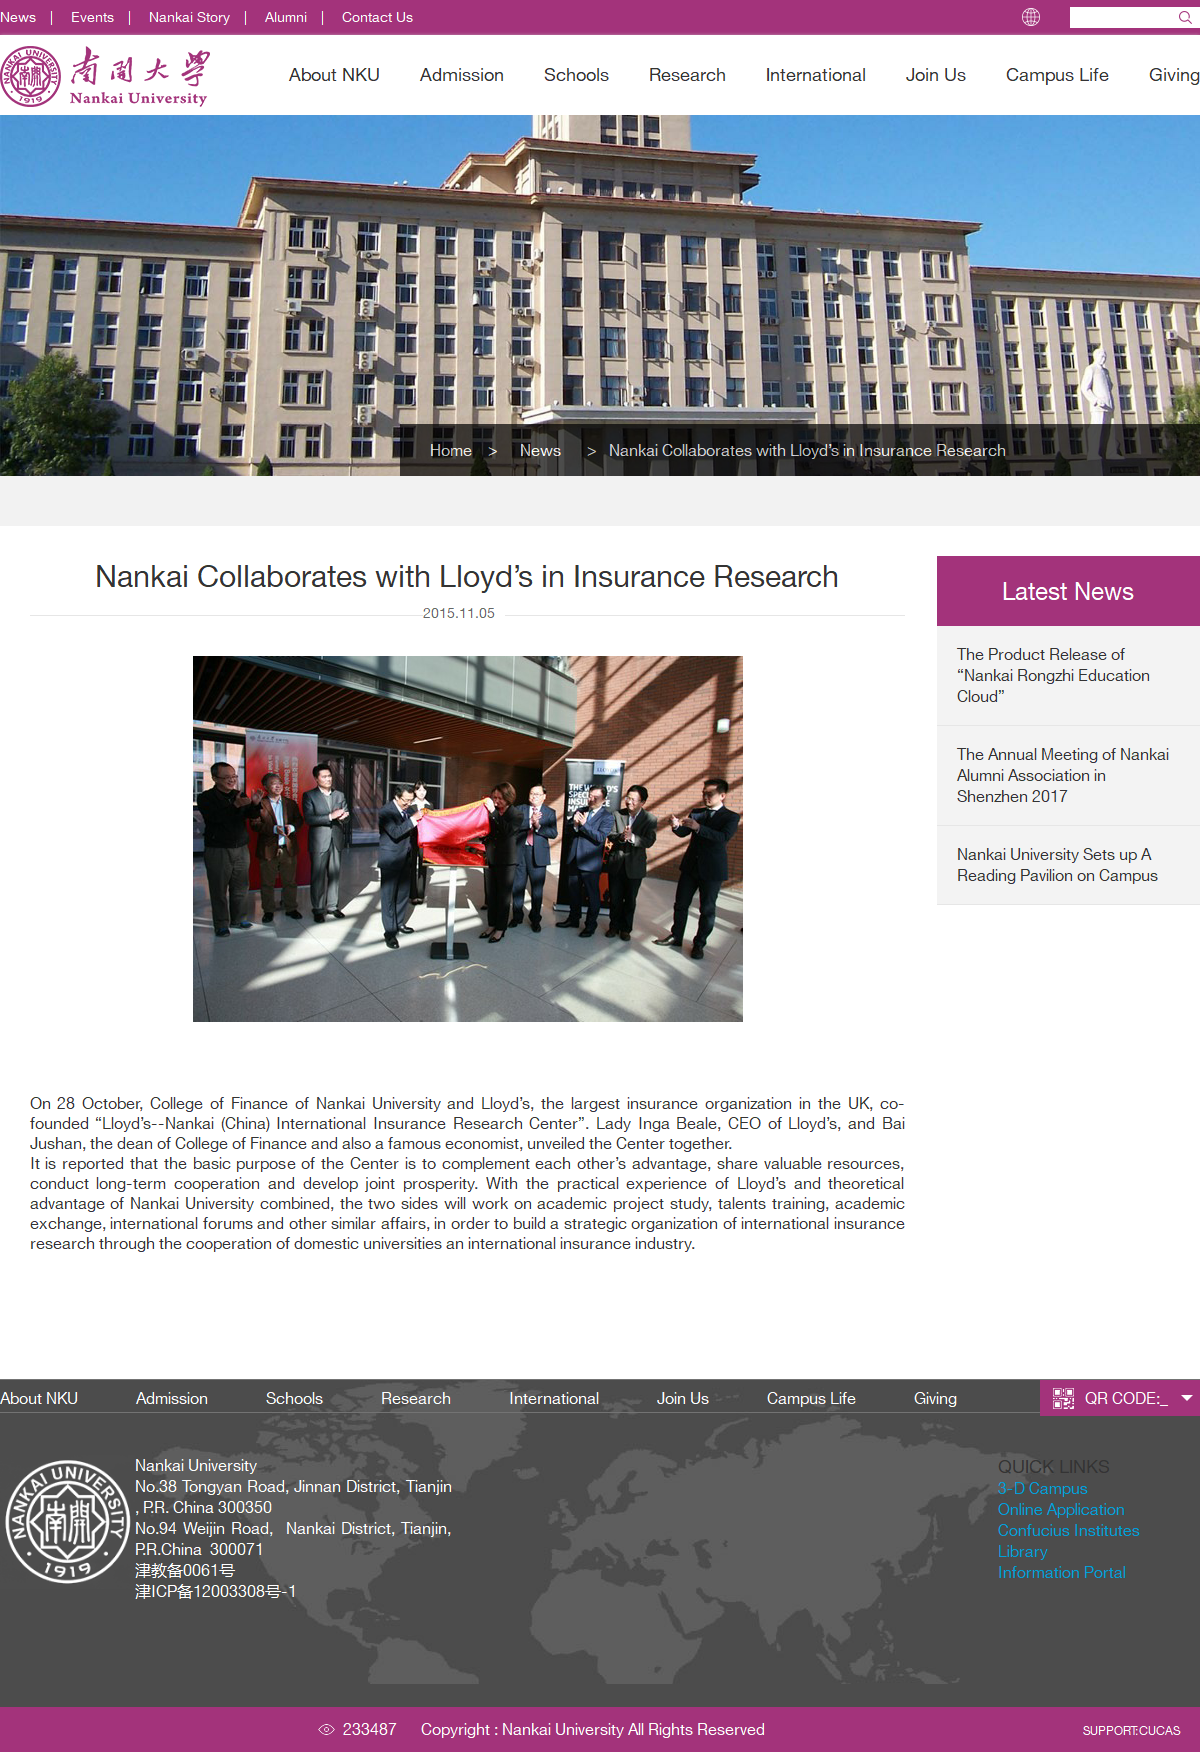 News | Events | Nankai Story | Alumni | Contact Us
南開大學
Nankai University
NANKAI UNIVERSITY
1919
About NKU Admission Schools Research International Join Us Campus Life Giving
Home > News > Nankai Collaborates with Lloyd’s in Insurance Research
Nankai Collaborates with Lloyd’s in Insurance Research
2015.11.05
Latest News
The Product Release of
“Nankai Rongzhi Education
Cloud”
The Annual Meeting of Nankai
Alumni Association in
Shenzhen 2017
Nankai University Sets up A
Reading Pavilion on Campus
LLOYD'S
THE WORLD'S
SPECIALIST
INSURANCE
MARKET
On 28 October, College of Finance of Nankai University and Lloyd’s, the largest insurance organization in the UK, co-
founded “Lloyd’s--Nankai (China) International Insurance Research Center”. Lady Inga Beale, CEO of Lloyd’s, and Bai
Jushan, the dean of College of Finance and also a famous economist, unveiled the Center together.
It is reported that the basic purpose of the Center is to complement each other’s advantage, share valuable resources,
conduct long-term cooperation and develop joint prosperity. With the practical experience of Lloyd’s and theoretical
advantage of Nankai University combined, the two sides will work on academic project study, talents training, academic
exchange, international forums and other similar affairs, in order to build a strategic organization of international insurance
research through the cooperation of domestic universities an international insurance industry.
About NKU Admission Schools Research International Join Us Campus Life Giving
QR CODE:_
NANKAI UNIVERSITY
南開
1919
Nankai University
No.38 Tongyan Road, Jinnan District, Tianjin
, P.R. China 300350
No.94 Weijin Road, Nankai District, Tianjin,
P.R.China 300071
津教备0061号
津ICP备12003308号-1
QUICK LINKS
3-D Campus
Online Application
Confucius Institutes
Library
Information Portal
233487 Copyright : Nankai University All Rights Reserved
SUPPORT:CUCAS